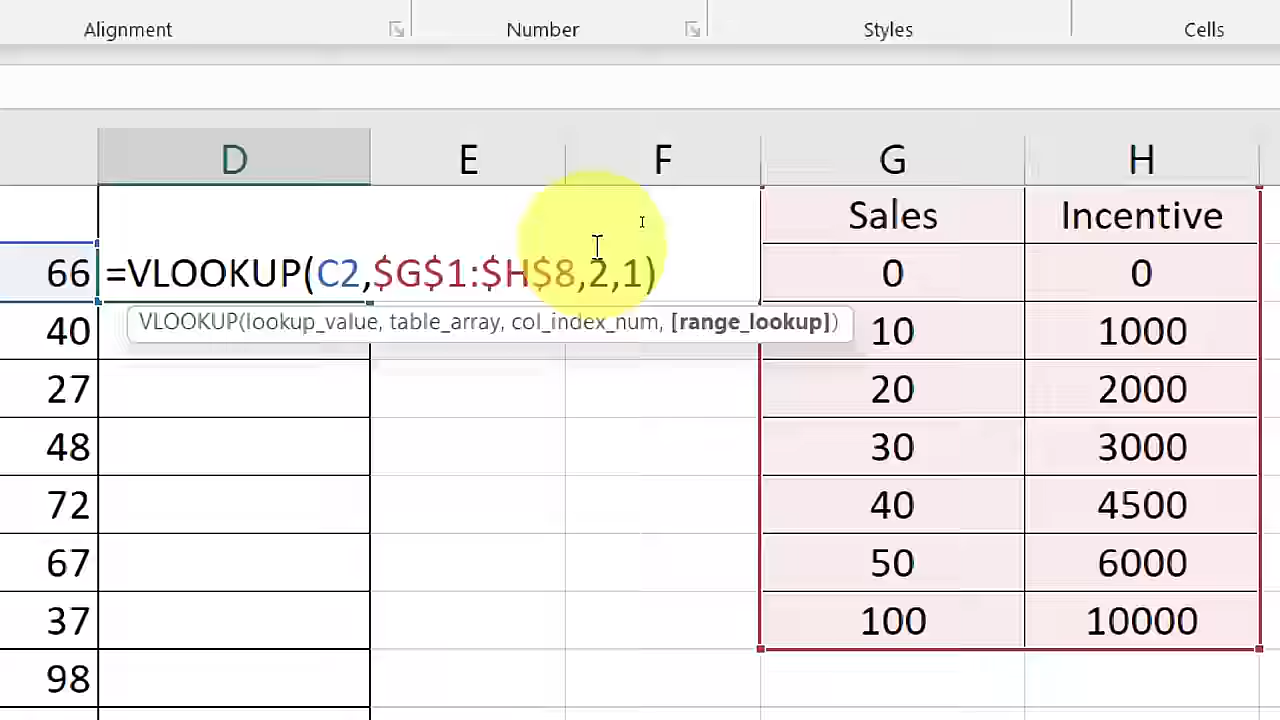 Alignment Number Styles Cells
D E F G H
Sales Incentive
66 =VLOOKUP(C2,$G$1:$H$8,2,1) 0 0
VLOOKUP(lookup_value, table_array, col_index_num, [range_lookup])
40 10 1000
27 20 2000
48 30 3000
72 40 4500
67 50 6000
37 100 10000
98